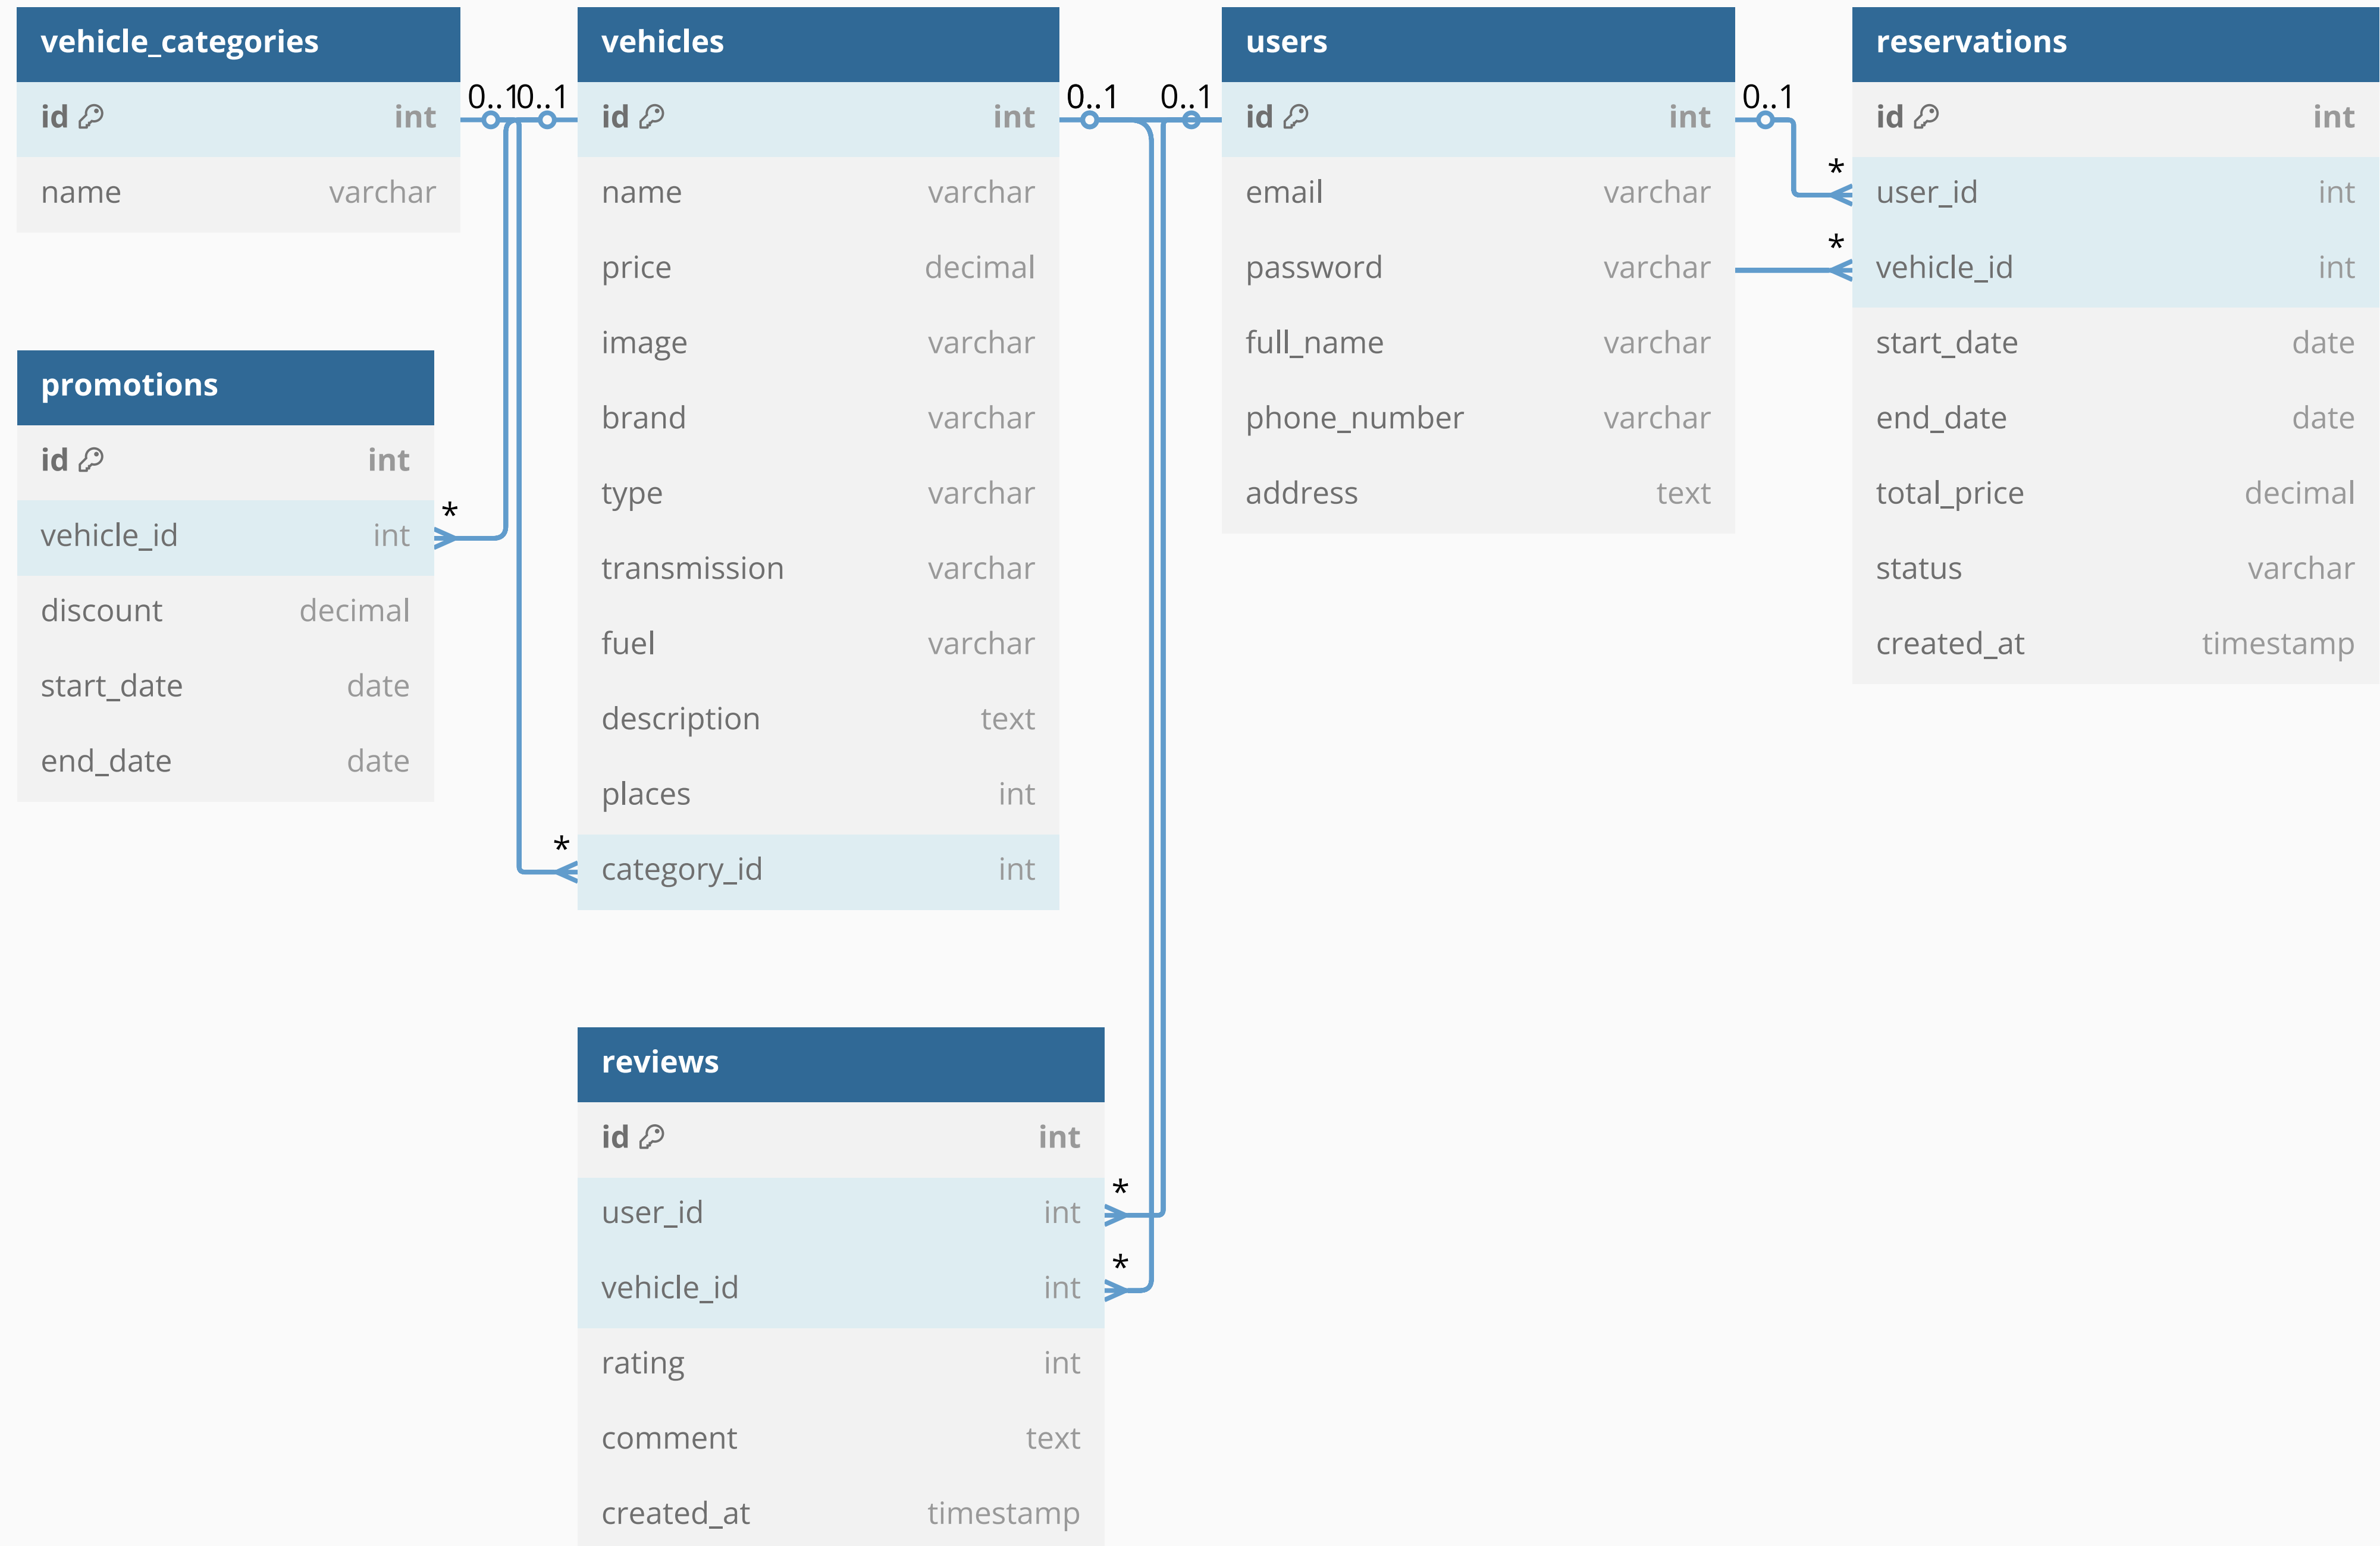 vehicle_categories
id int
name varchar
promotions
id int
vehicle_id int
discount decimal
start_date date
end_date date
0..1
0..1
*
*
vehicles
id int
name varchar
price decimal
image varchar
brand varchar
type varchar
transmission varchar
fuel varchar
description text
places int
category_id int
0..1
0..1
reviews
id int
user_id int
vehicle_id int
rating int
comment text
created_at timestamp
*
*
users
id int
email varchar
password varchar
full_name varchar
phone_number varchar
address text
0..1
*
*
reservations
id int
user_id int
vehicle_id int
start_date date
end_date date
total_price decimal
status varchar
created_at timestamp